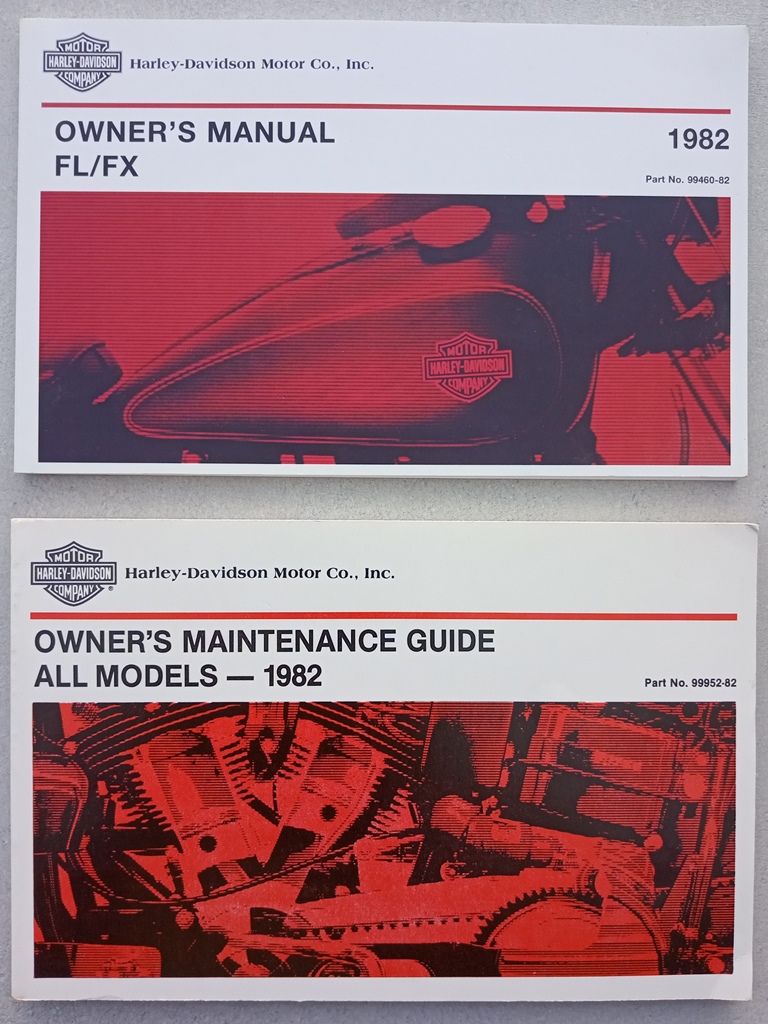 MOTOR
HARLEY-DAVIDSON
COMPANY
Harley-Davidson Motor Co., Inc.
OWNER'S MANUAL
FL/FX
1982
Part No. 99460-82
MOTOR
HARLEY-DAVIDSON
COMPANY
MOTOR
HARLEY-DAVIDSON
COMPANY
®
Harley-Davidson Motor Co., Inc.
OWNER'S MAINTENANCE GUIDE
ALL MODELS — 1982
Part No. 99952-82